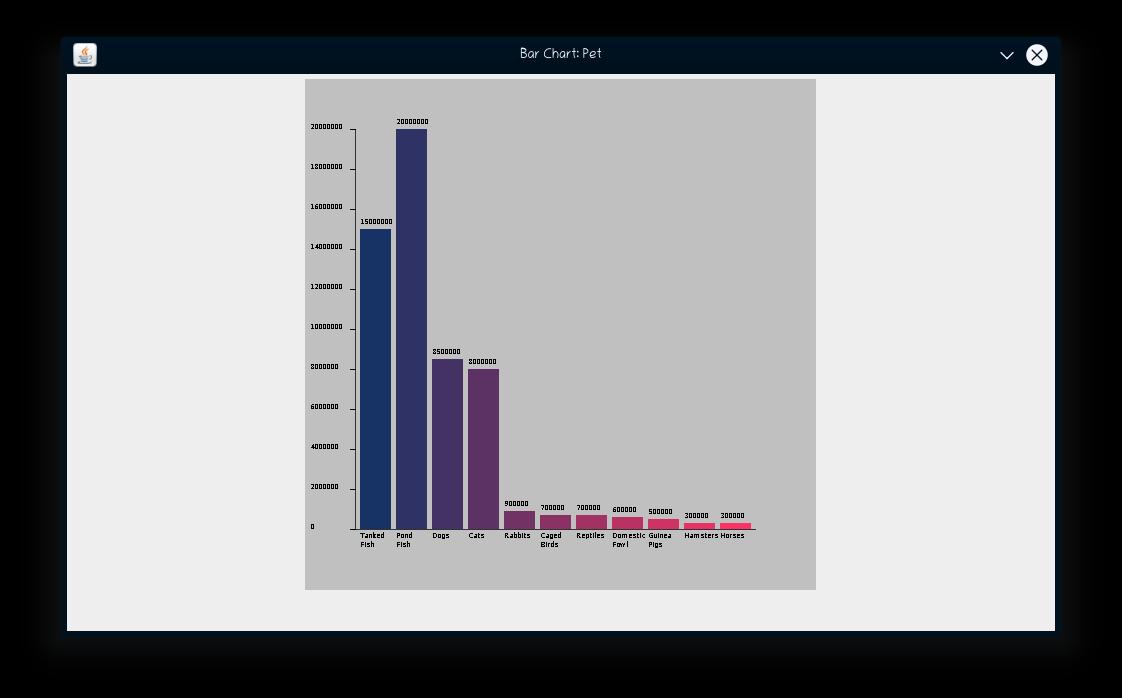 Bar Chart: Pet
20000000
20000000
18000000
16000000
15000000
14000000
12000000
10000000
8500000
8000000
8000000
6000000
4000000
2000000
900000
700000
700000
600000
500000
300000
300000
0
Tanked Fish
Pond Fish
Dogs
Cats
Rabbits
Caged Birds
Reptiles
Domestic Fowl
Guinea Pigs
Hamsters
Horses